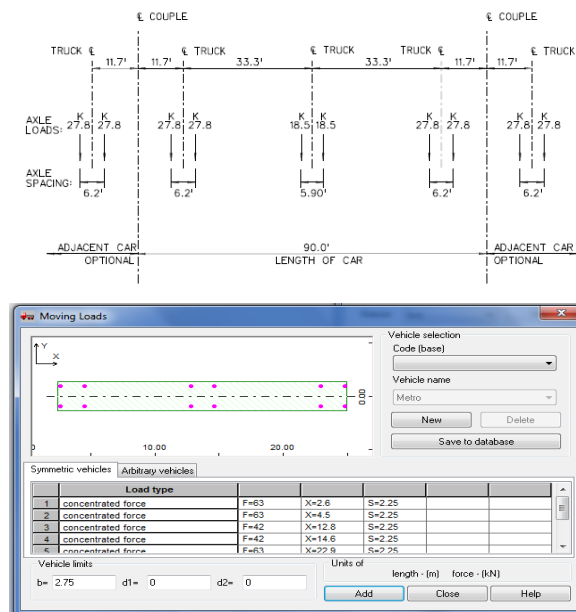 ℄ COUPLE ℄ COUPLE
TRUCK ℄ ℄ TRUCK ℄ TRUCK TRUCK ℄ ℄ TRUCK
11.7' 11.7' 33.3' 33.3' 11.7' 11.7'
K K K K K
AXLE LOADS: 27.8 27.8 27.8 27.8 18.5 18.5 27.8 27.8 27.8 27.8
AXLE SPACING: 6.2' 6.2' 5.90' 6.2' 6.2'
ADJACENT CAR 90.0' ADJACENT CAR
OPTIONAL LENGTH OF CAR OPTIONAL
Moving Loads
Vehicle selection
Code (base)
Vehicle name
Metro
New Delete
Save to database
Y
X
0.00
0 10.00 20.00
Symmetric vehicles Arbitrary vehicles
Load type
1 concentrated force F=63 X=2.6 S=2.25
2 concentrated force F=63 X=4.5 S=2.25
3 concentrated force F=42 X=12.8 S=2.25
4 concentrated force F=42 X=14.6 S=2.25
5 concentrated force F=63 X=22.9 S=2.25
Vehicle limits
b= 2.75 d1= 0 d2= 0
Units of
length - (m) force - (kN)
Add Close Help